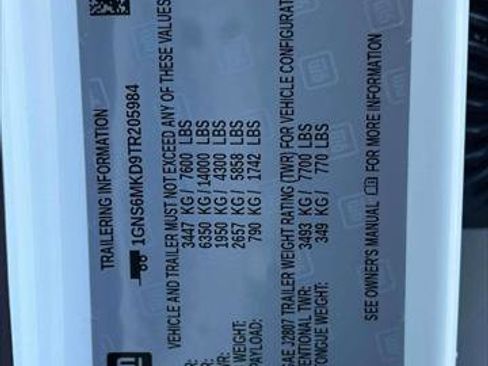 TRAILERING INFORMATION
1GNS6MKD9TR205984
VEHICLE AND TRAILER MUST NOT EXCEED ANY OF THESE VALUES
3447 KG/ 7600 LBS
6350 KG/ 14000 LBS
1950 KG/ 4300 LBS
WEIGHT: 2657 KG/ 5858 LBS
PAYLOAD: 790 KG/ 1742 LBS
SAE J2807 TRAILER WEIGHT RATING (TWR) FOR VEHICLE CONFIGURAT
ENTIONAL TWR: 3493 KG/ 7700 LBS
TONGUE WEIGHT: 349 KG/ 770 LBS
SEE OWNER'S MANUAL FOR MORE INFORMATION